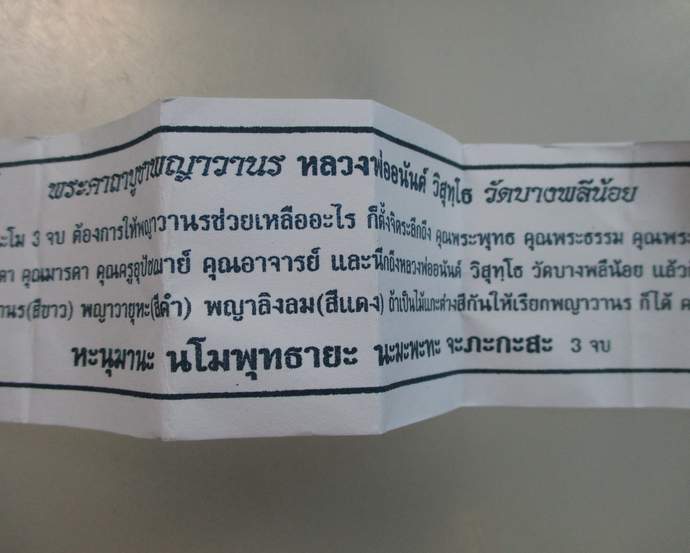 พระคาถาบูชาพญาวานร หลวงพ่ออนันต์ วิสุทฺโธ วัดบางพลีน้อย
ะโม 3 จบ ต้องการให้พญาวานรช่วยเหลืออะไร ก็ตั้งจิตระลึกถึง คุณพระพุทธ คุณพระธรรม คุณพระ
ดา คุณมารดา คุณครูอุปัชฌาย์ คุณอาจารย์ และนึกถึงหลวงพ่ออนันต์ วิสุทฺโธ วัดบางพลีน้อย แล้ว
านร(สีขาว) พญาวายุหะ(สีดำ) พญาลิงลม(สีแดง) ถ้าเป็นไม้แกะต่างสีกันให้เรียกพญาวานร ก็ได้
หะนุมานะ นโมพุทธายะ นะมะพะทะ จะภะกะสะ 3 จบ